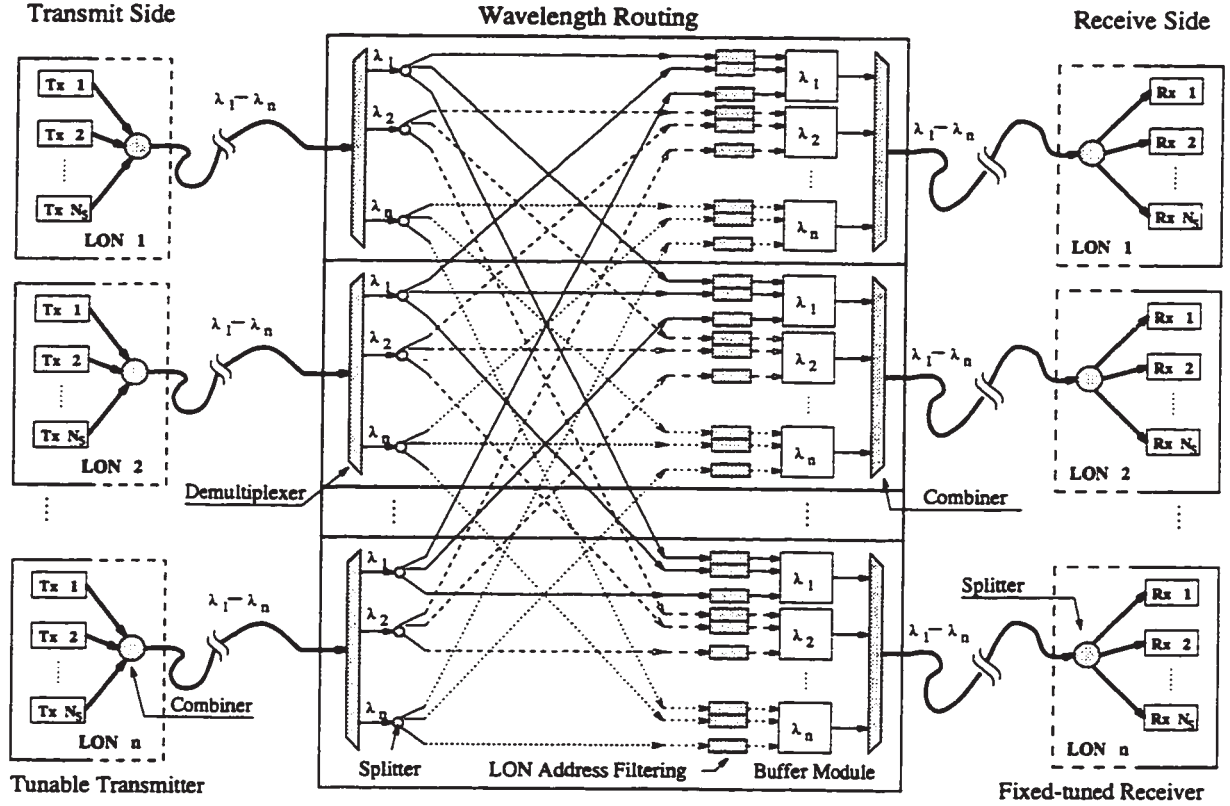 Transmit Side
Wavelength Routing
Receive Side
Tx 1
Tx 2
Tx N_S
LON 1
λ_1−λ_n
λ_1
λ_2
λ_n
λ_1
λ_2
λ_n
λ_1−λ_n
Rx 1
Rx 2
Rx N_S
LON 1
Tx 1
Tx 2
Tx N_S
LON 2
λ_1−λ_n
λ_1
λ_2
λ_n
λ_1
λ_2
λ_n
λ_1−λ_n
Rx 1
Rx 2
Rx N_S
LON 2
Demultiplexer
Combiner
Tx 1
Tx 2
Tx N_S
LON n
Combiner
λ_1−λ_n
λ_1
λ_2
λ_n
λ_1
λ_2
λ_n
λ_1−λ_n
Splitter
Rx 1
Rx 2
Rx N_S
LON n
Splitter
LON Address Filtering
Buffer Module
Tunable Transmitter
Fixed-tuned Receiver